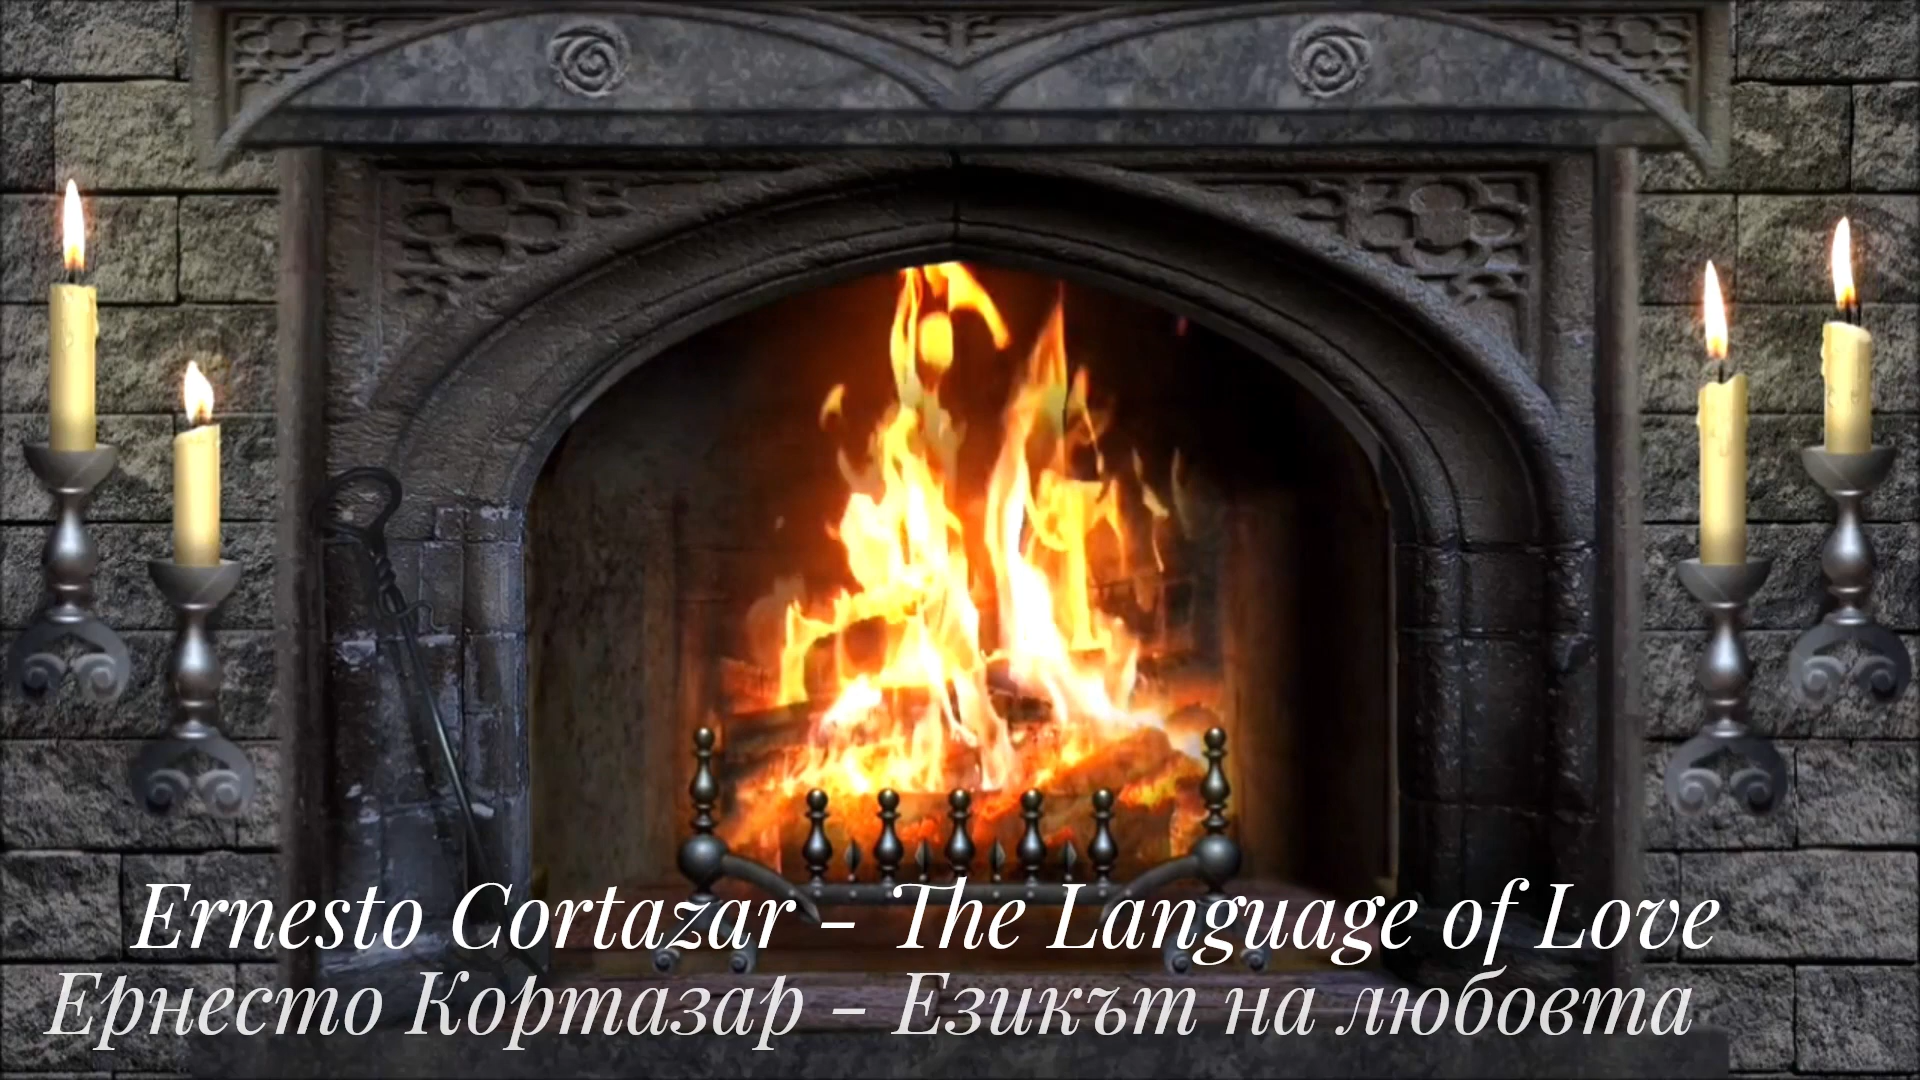 Ernesto Cortazar – The Language of Love
Ернесто Кортазар – Езикът на любовта